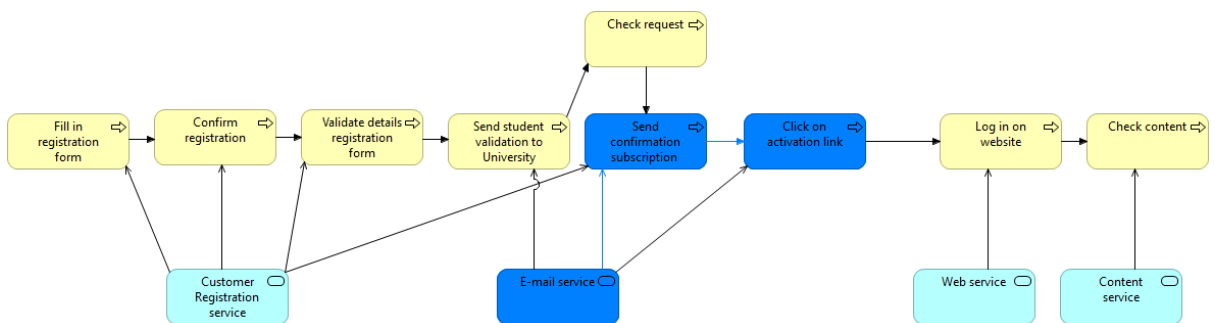 Check request
Fill in
registration
form
Confirm
registration
Validate details
registration
form
Send student
validation to
University
Send
confirmation
subscription
Click on
activation link
Log in on
website
Check content
Customer
Registration
service
E-mail service
Web service
Content
service